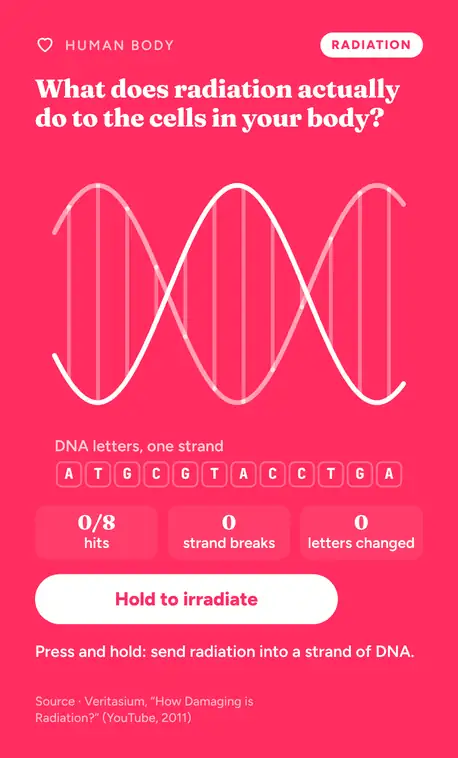 HUMAN BODY
RADIATION
What does radiation actually
do to the cells in your body?
DNA letters, one strand
A T G C G T A C C T G A
0/8
hits
0
strand breaks
0
letters changed
Hold to irradiate
Press and hold: send radiation into a strand of DNA.
Source · Veritasium, “How Damaging is
Radiation?” (YouTube, 2011)